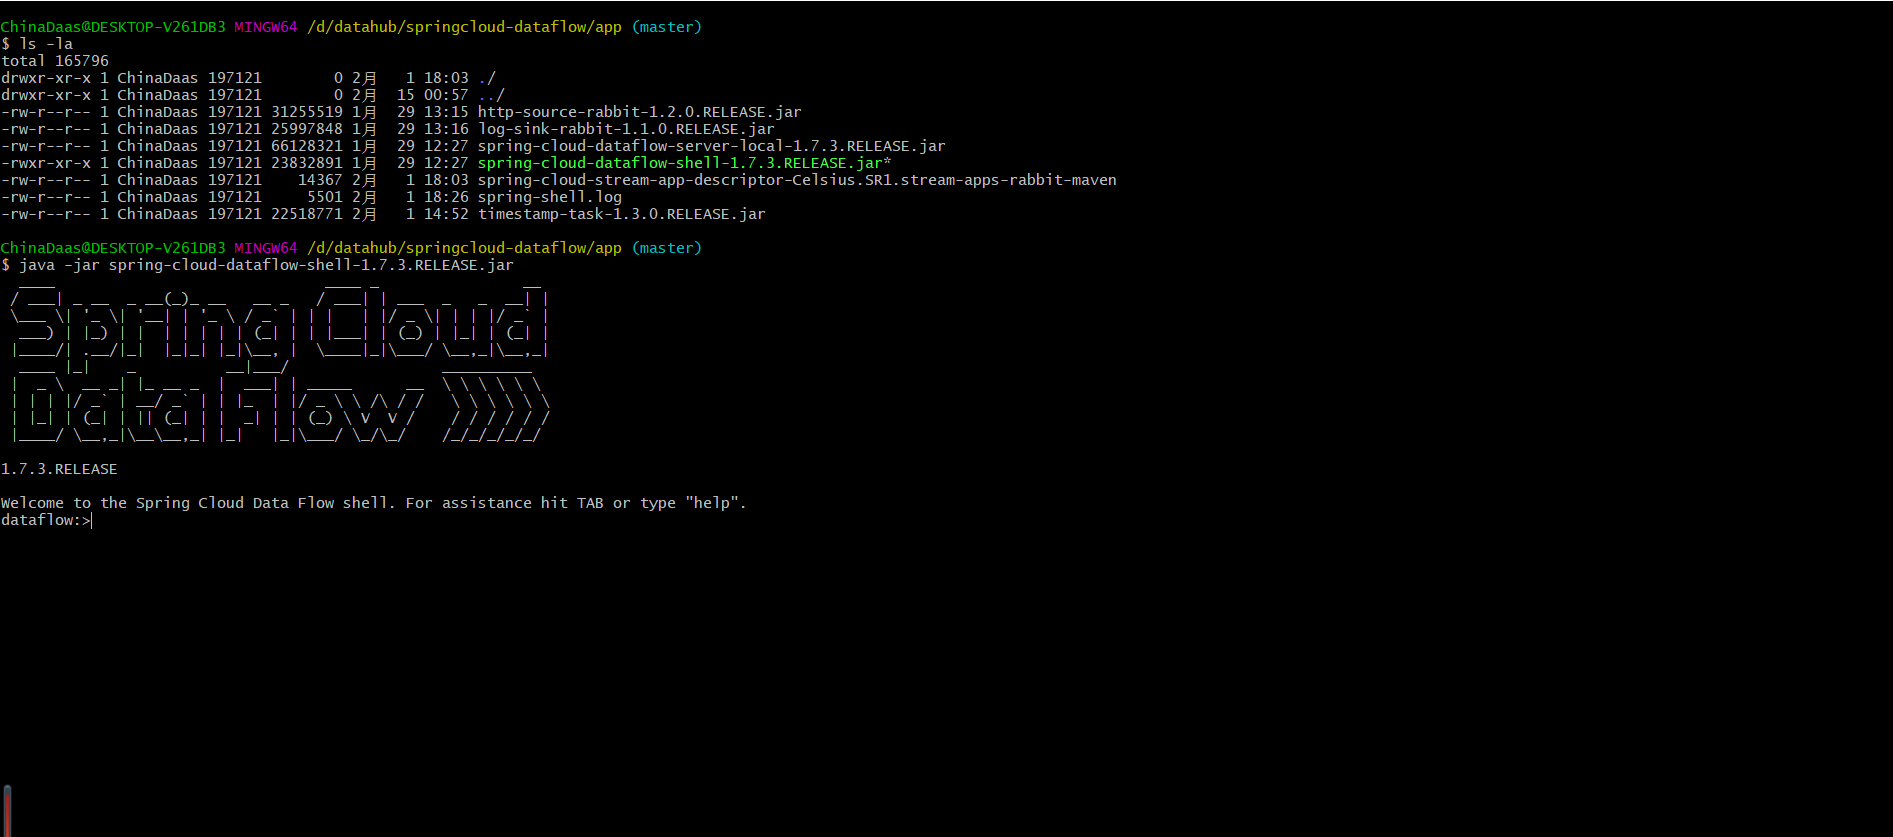 ChinaDaas@DESKTOP-V261DB3 MINGW64 /d/datahub/springcloud-dataflow/app (master)
$ ls -la
total 165796
drwxr-xr-x 1 ChinaDaas 197121        0 2月   1 18:03 ./
drwxr-xr-x 1 ChinaDaas 197121        0 2月  15 00:57 ../
-rw-r--r-- 1 ChinaDaas 197121 31255519 1月  29 13:15 http-source-rabbit-1.2.0.RELEASE.jar
-rw-r--r-- 1 ChinaDaas 197121 25997848 1月  29 13:16 log-sink-rabbit-1.1.0.RELEASE.jar
-rw-r--r-- 1 ChinaDaas 197121 66128321 1月  29 12:27 spring-cloud-dataflow-server-local-1.7.3.RELEASE.jar
-rwxr-xr-x 1 ChinaDaas 197121 23832891 1月  29 12:27 spring-cloud-dataflow-shell-1.7.3.RELEASE.jar*
-rw-r--r-- 1 ChinaDaas 197121    14367 2月   1 18:03 spring-cloud-stream-app-descriptor-Celsius.SR1.stream-apps-rabbit-maven
-rw-r--r-- 1 ChinaDaas 197121     5501 2月   1 18:26 spring-shell.log
-rw-r--r-- 1 ChinaDaas 197121 22518771 2月   1 14:52 timestamp-task-1.3.0.RELEASE.jar
ChinaDaas@DESKTOP-V261DB3 MINGW64 /d/datahub/springcloud-dataflow/app (master)
$ java -jar spring-cloud-dataflow-shell-1.7.3.RELEASE.jar
Spring Cloud
Data Flow
1.7.3.RELEASE
Welcome to the Spring Cloud Data Flow shell. For assistance hit TAB or type "help".
dataflow:>